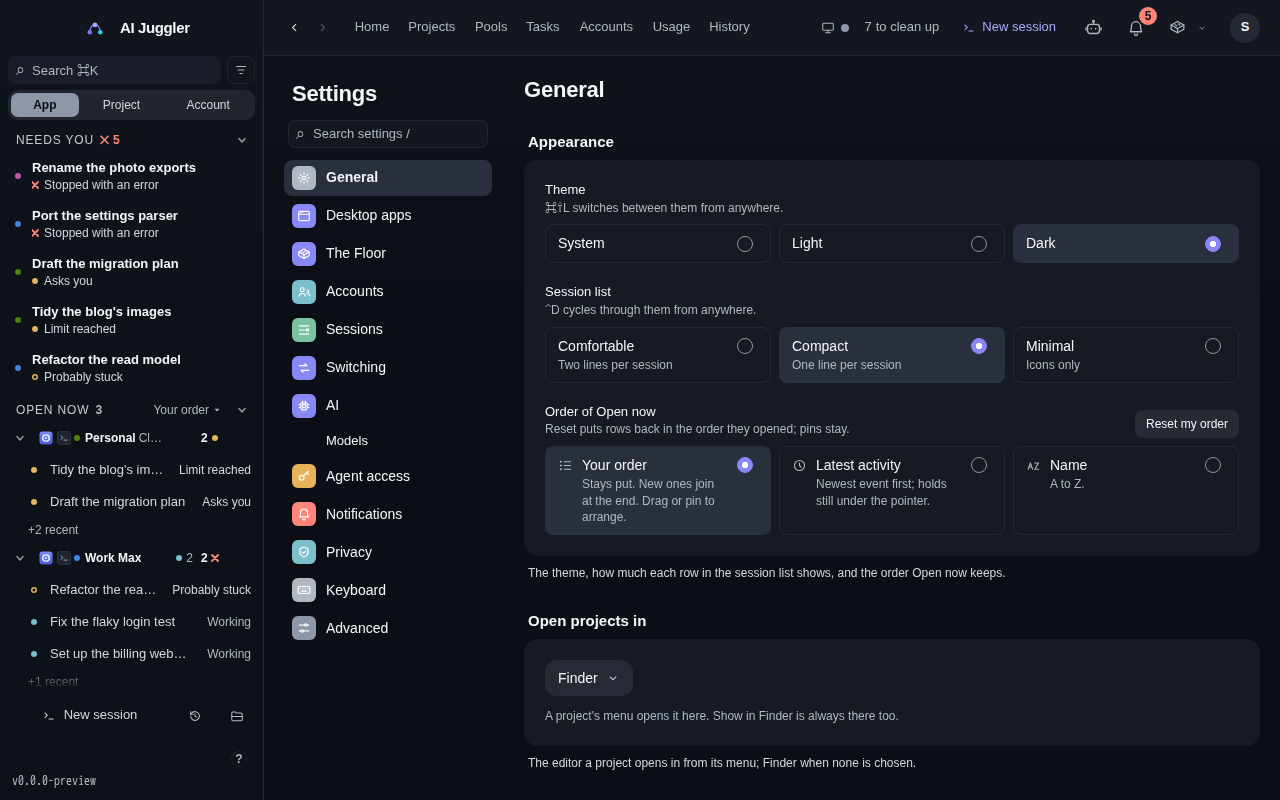 AI Juggler
Search ⌘K
App Project Account
NEEDS YOU 5
Rename the photo exports
Stopped with an error
Port the settings parser
Stopped with an error
Draft the migration plan
Asks you
Tidy the blog's images
Limit reached
Refactor the read model
Probably stuck
OPEN NOW 3 Your order
Personal Cl… 2
Tidy the blog's im… Limit reached
Draft the migration plan Asks you
+2 recent
Work Max 2 2
Refactor the rea… Probably stuck
Fix the flaky login test Working
Set up the billing web… Working
+1 recent
New session
?
v0.0.0-preview
Home Projects Pools Tasks Accounts Usage History
7 to clean up
New session
5
S
Settings
Search settings /
General
Desktop apps
The Floor
Accounts
Sessions
Switching
AI
Models
Agent access
Notifications
Privacy
Keyboard
Advanced
General
Appearance
Theme
⌘⇧L switches between them from anywhere.
System Light Dark
Session list
^D cycles through them from anywhere.
Comfortable
Two lines per session
Compact
One line per session
Minimal
Icons only
Order of Open now
Reset puts rows back in the order they opened; pins stay.
Reset my order
Your order
Stays put. New ones join
at the end. Drag or pin to
arrange.
Latest activity
Newest event first; holds
still under the pointer.
AZ Name
A to Z.
The theme, how much each row in the session list shows, and the order Open now keeps.
Open projects in
Finder
A project's menu opens it here. Show in Finder is always there too.
The editor a project opens in from its menu; Finder when none is chosen.